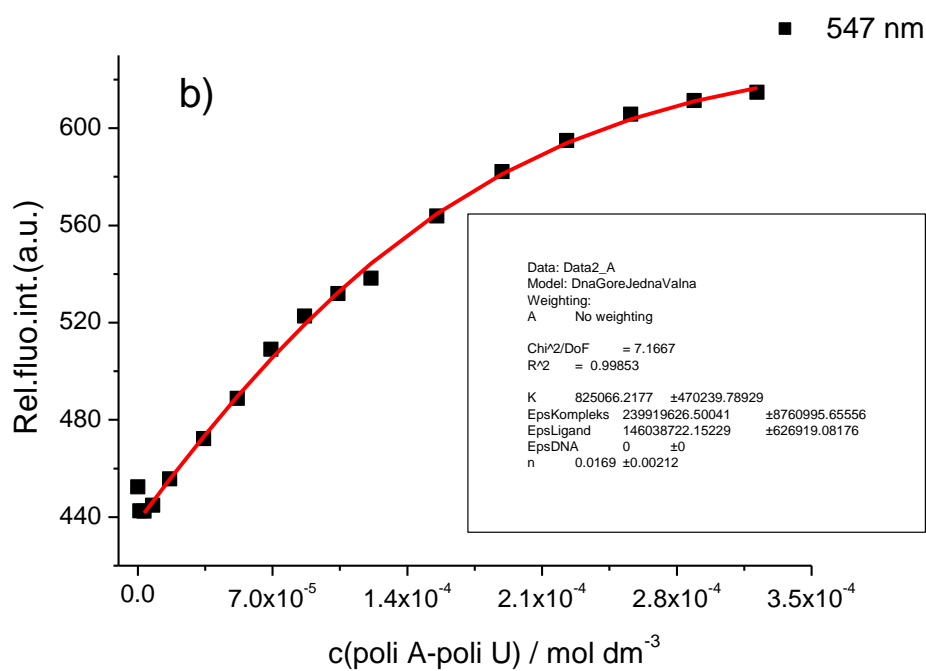 547 nm
b)
Rel.fluo.int.(a.u.)
600
560
520
480
440
Data: Data2_A
Model: DnaGoreJednaValna
Weighting:
A No weighting
Chi^2/DoF = 7.1667
R^2 = 0.99853
K 825066.2177 ±470239.78929
EpsKompleks 239919626.50041 ±8760995.65556
EpsLigand 146038722.15229 ±626919.08176
EpsDNA 0 ±0
n 0.0169 ±0.00212
0.0 7.0x10⁻⁵ 1.4x10⁻⁴ 2.1x10⁻⁴ 2.8x10⁻⁴ 3.5x10⁻⁴
c(poli A-poli U) / mol dm⁻³